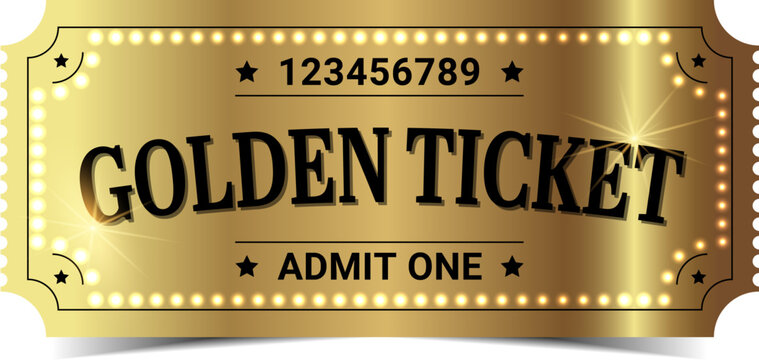 ★ 123456789 ★
GOLDEN TICKET
★ ADMIT ONE ★